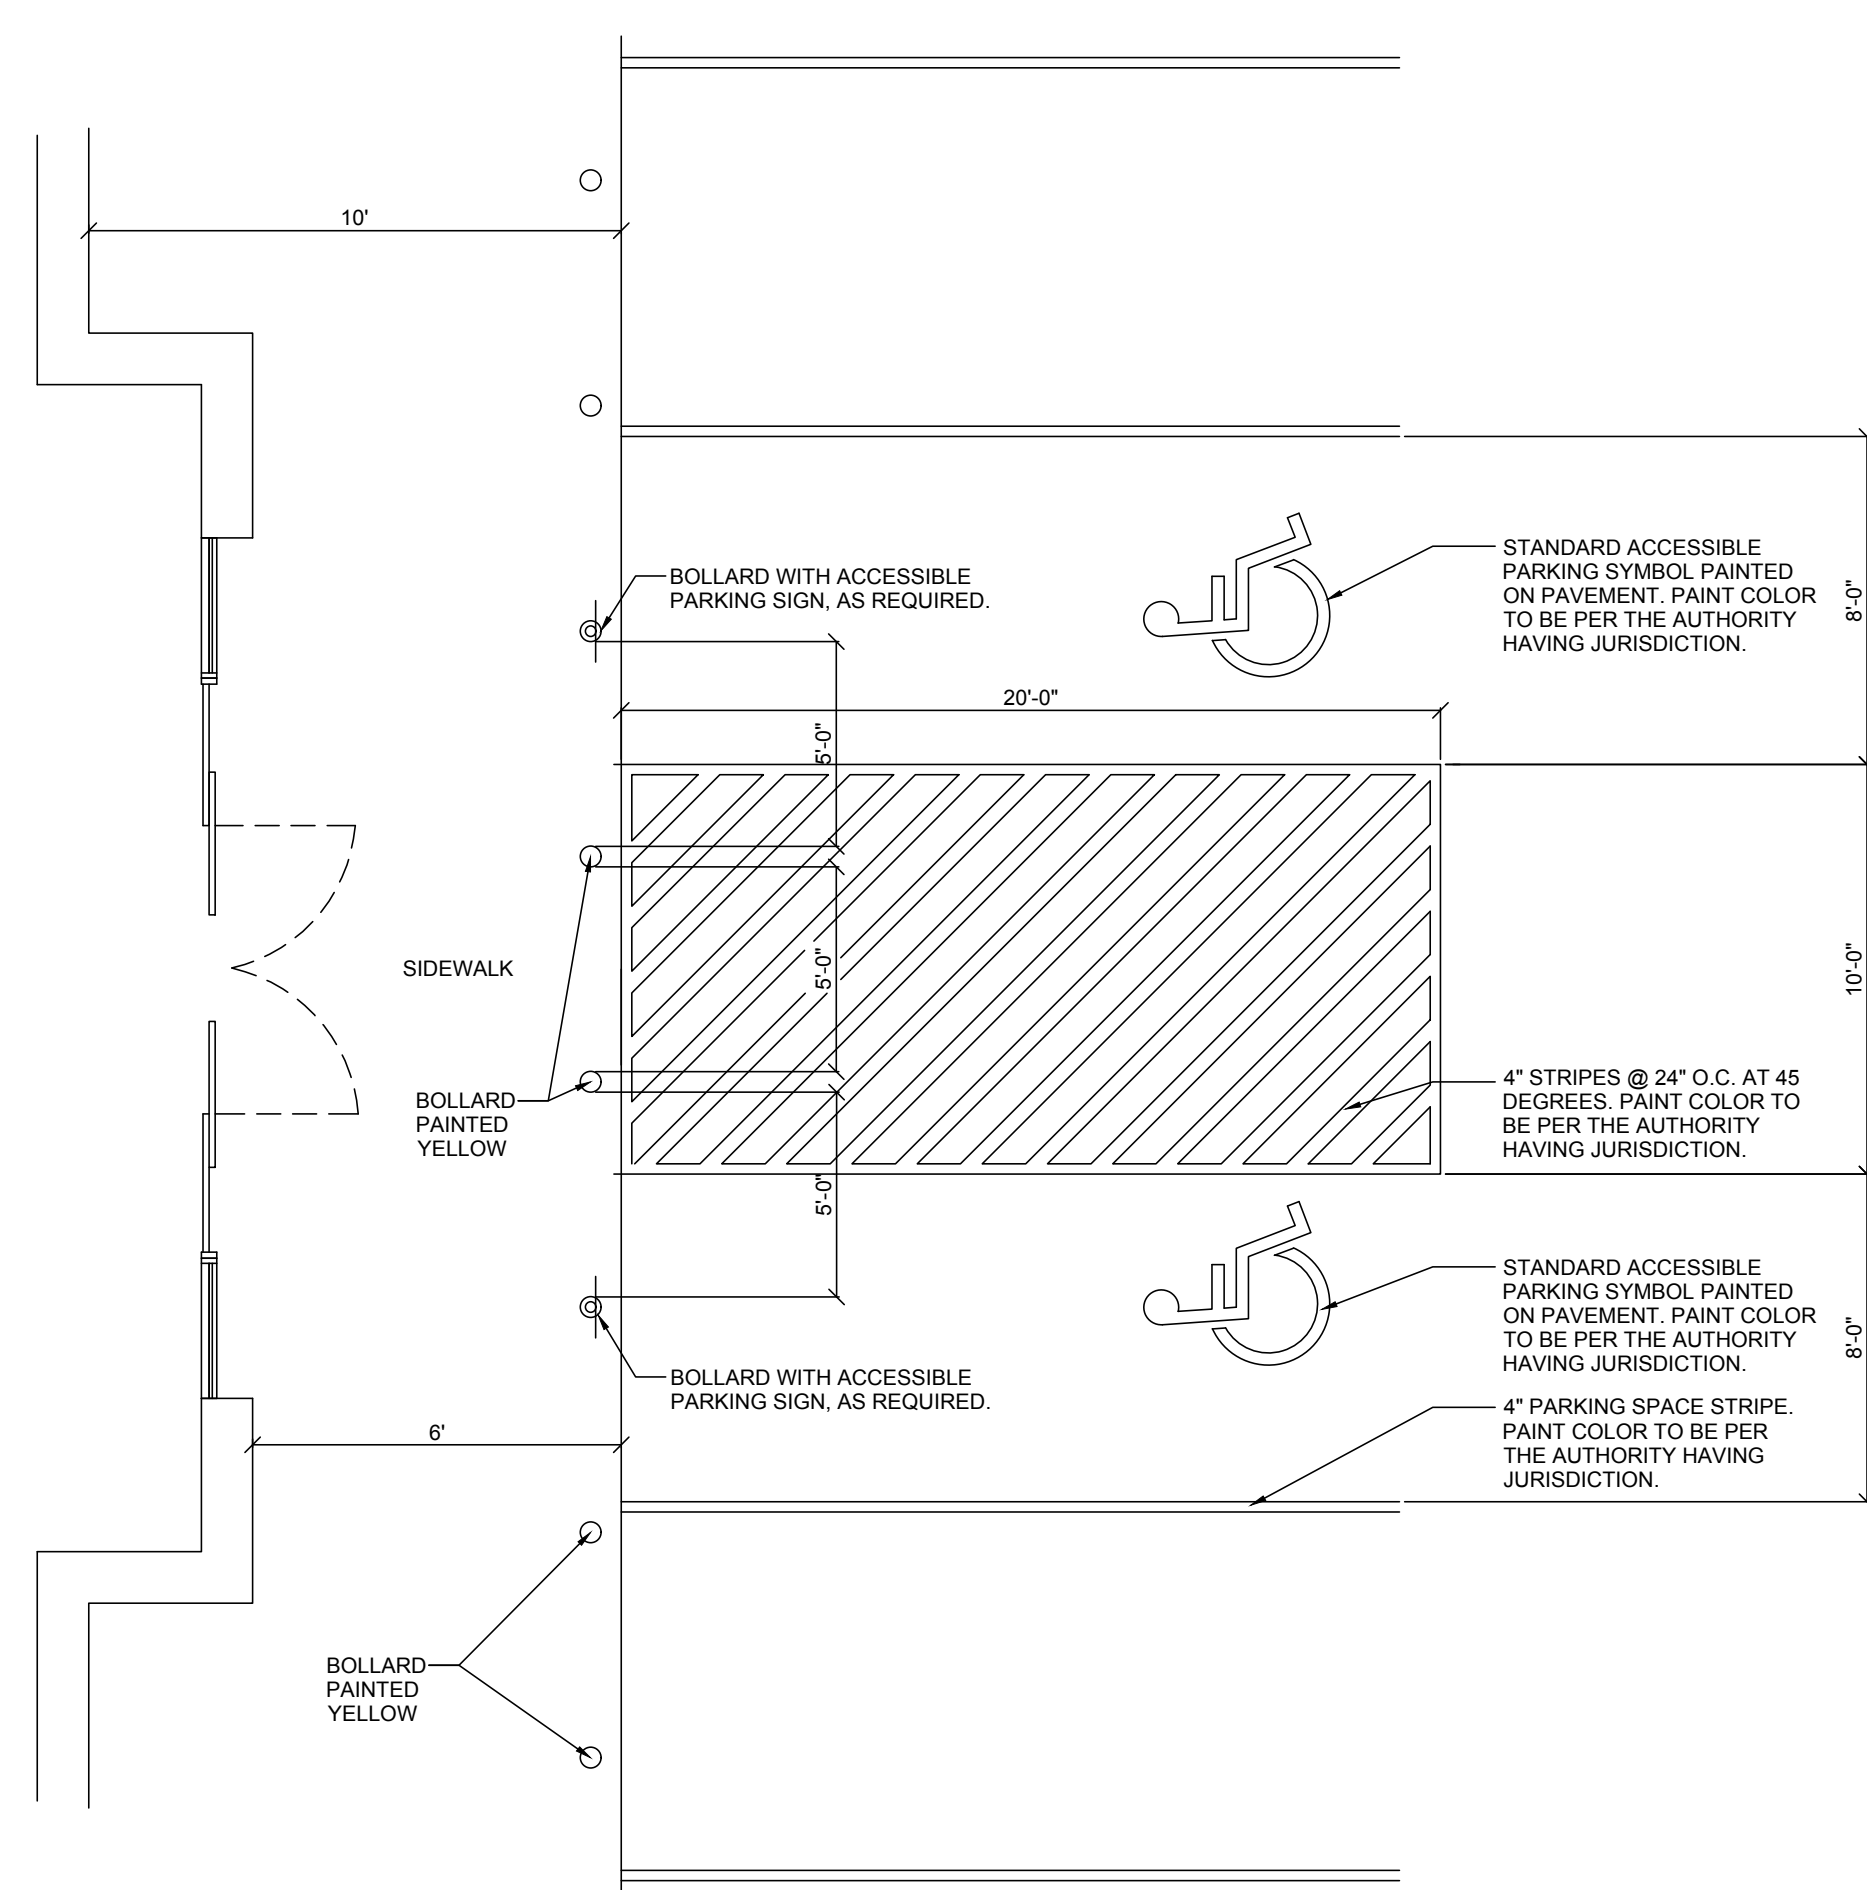 10'
BOLLARD WITH ACCESSIBLE
PARKING SIGN, AS REQUIRED.
STANDARD ACCESSIBLE
PARKING SYMBOL PAINTED
ON PAVEMENT. PAINT COLOR
TO BE PER THE AUTHORITY
HAVING JURISDICTION.
8'-0"
20'-0"
5'-0"
SIDEWALK
5'-0"
10'-0"
BOLLARD
PAINTED
YELLOW
4" STRIPES @ 24" O.C. AT 45
DEGREES. PAINT COLOR TO
BE PER THE AUTHORITY
HAVING JURISDICTION.
5'-0"
STANDARD ACCESSIBLE
PARKING SYMBOL PAINTED
ON PAVEMENT. PAINT COLOR
TO BE PER THE AUTHORITY
HAVING JURISDICTION.
8'-0"
BOLLARD WITH ACCESSIBLE
PARKING SIGN, AS REQUIRED.
6'
4" PARKING SPACE STRIPE.
PAINT COLOR TO BE PER
THE AUTHORITY HAVING
JURISDICTION.
BOLLARD
PAINTED
YELLOW